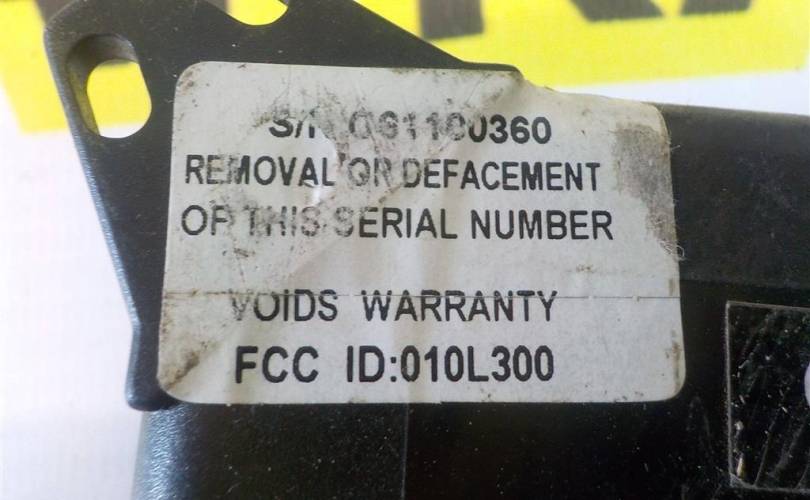 REMOVAL OR DEFACEMENT
OF THIS SERIAL NUMBER
VOIDS WARRANTY
FCC ID:010L300